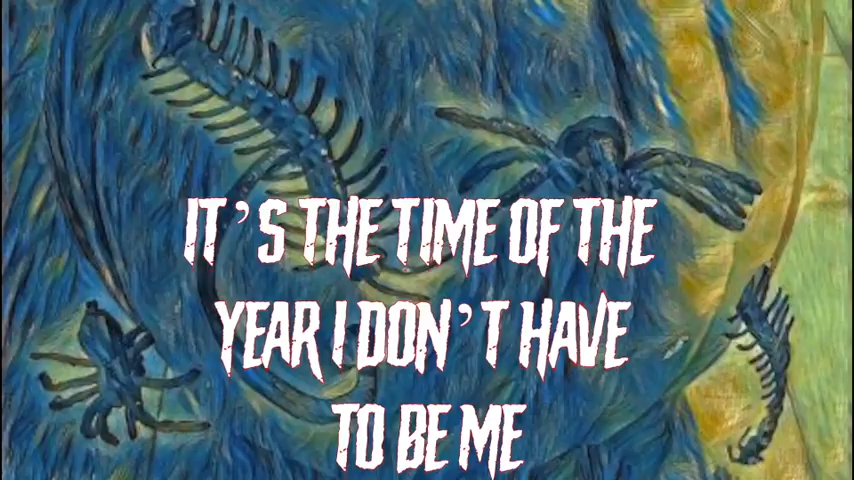 IT'S THE TIME OF THE
YEAR I DON'T HAVE
TO BE ME